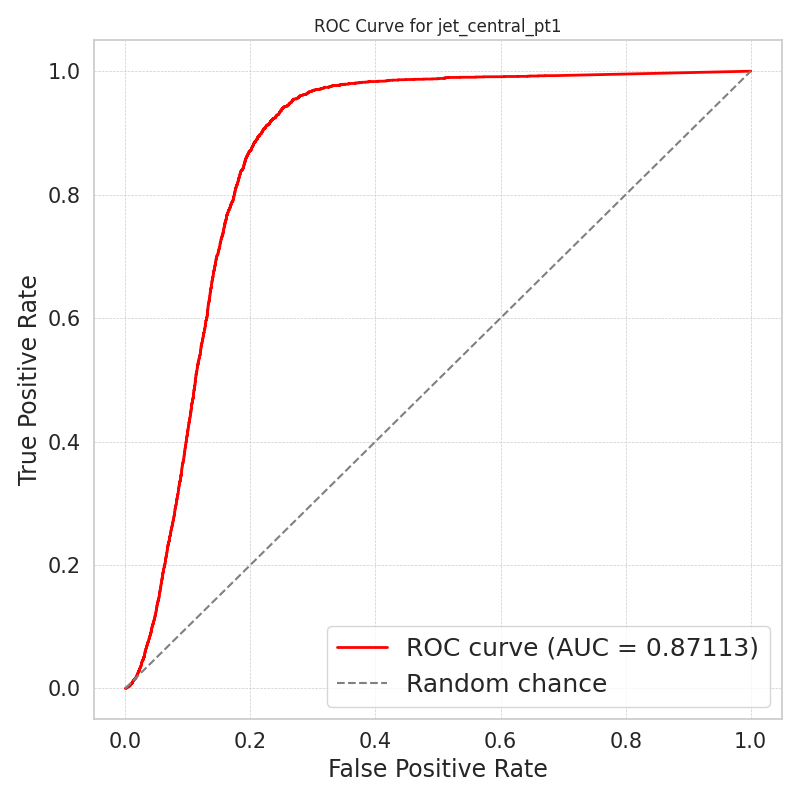 ROC Curve for jet_central_pt1
True Positive Rate
1.0
0.8
0.6
0.4
0.2
0.0
ROC curve (AUC = 0.87113)
Random chance
0.0 0.2 0.4 0.6 0.8 1.0
False Positive Rate